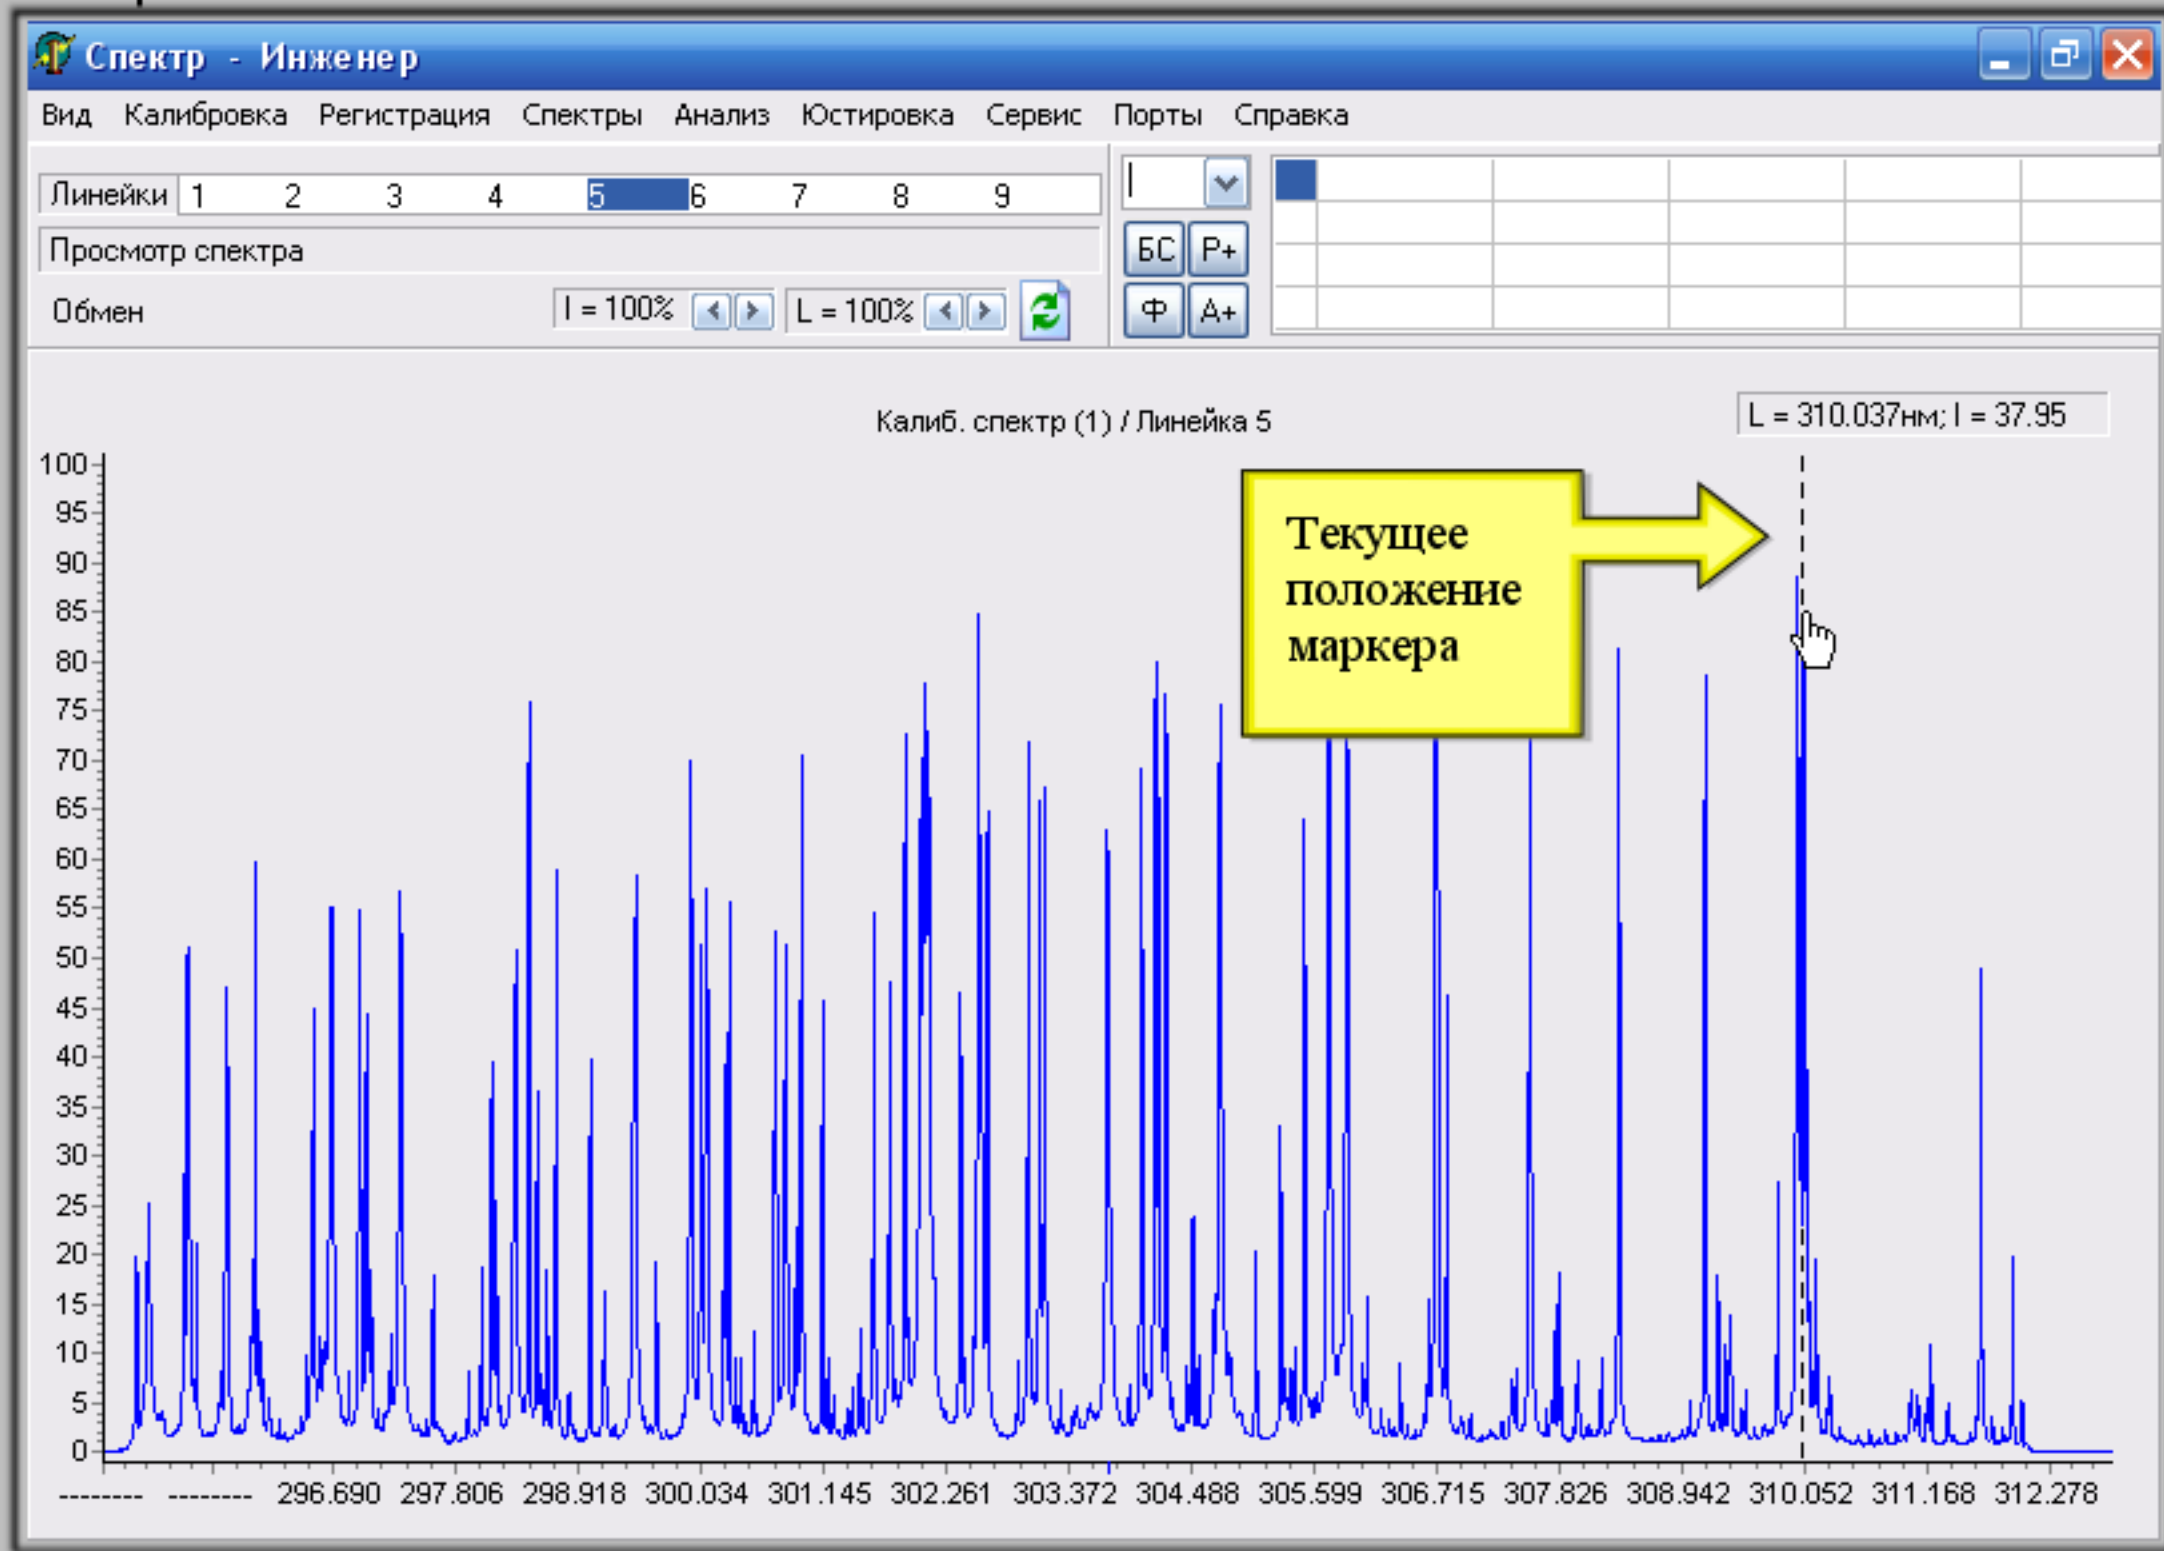 Спектр - Инженер
Вид Калибровка Регистрация Спектры Анализ Юстировка Сервис Порты Справка
Линейки 1 2 3 4 5 6 7 8 9
Просмотр спектра
БС Р+
Обмен I = 100% L = 100% Ф А+
Калиб. спектр (1) / Линейка 5
L = 310.037нм; I = 37.95
Текущее
положение
маркера
100
95
90
85
80
75
70
65
60
55
50
45
40
35
30
25
20
15
10
5
0
-------- -------- 296.690 297.806 298.918 300.034 301.145 302.261 303.372 304.488 305.599 306.715 307.826 308.942 310.052 311.168 312.278